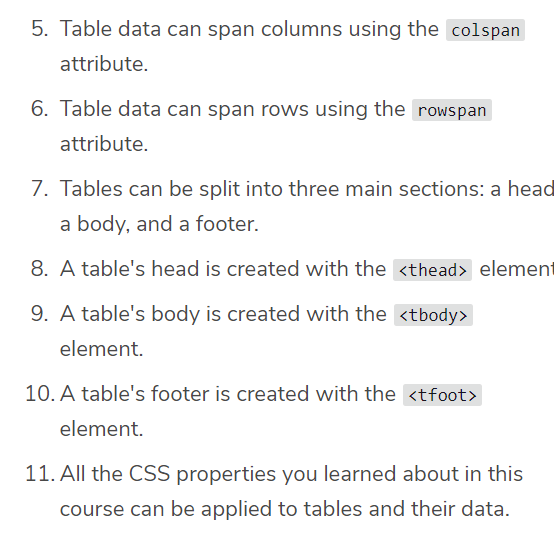 5. Table data can span columns using the colspan
attribute.
6. Table data can span rows using the rowspan
attribute.
7. Tables can be split into three main sections: a head
a body, and a footer.
8. A table's head is created with the <thead> element
9. A table's body is created with the <tbody>
element.
10. A table's footer is created with the <tfoot>
element.
11. All the CSS properties you learned about in this
course can be applied to tables and their data.